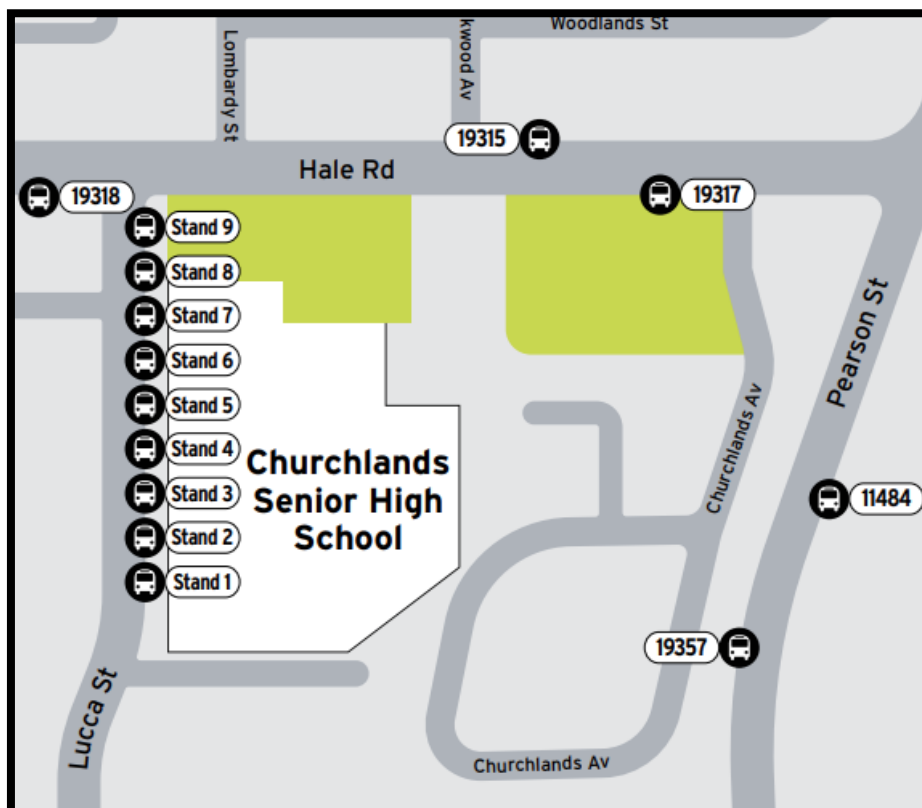 Woodlands St
Lombardy St
kwood Av
19315
Hale Rd
19318
19317
Stand 9
Stand 8
Stand 7
Stand 6
Stand 5
Stand 4
Stand 3
Stand 2
Stand 1
Churchlands
Senior High
School
Pearson St
Churchlands Av
11484
19357
Lucca St
Churchlands Av